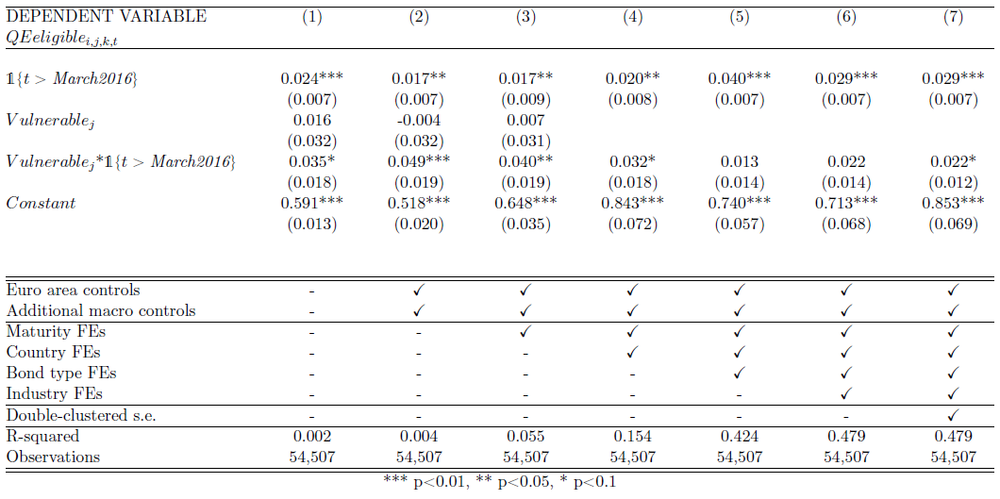 DEPENDENT VARIABLE (1) (2) (3) (4) (5) (6) (7)
QEeligible_{i,j,k,t}
𝟙{t > March2016} 0.024*** 0.017** 0.017** 0.020** 0.040*** 0.029*** 0.029***
(0.007) (0.007) (0.009) (0.008) (0.007) (0.007) (0.007)
Vulnerable_j 0.016 -0.004 0.007
(0.032) (0.032) (0.031)
Vulnerable_j*𝟙{t > March2016} 0.035* 0.049*** 0.040** 0.032* 0.013 0.022 0.022*
(0.018) (0.019) (0.019) (0.018) (0.014) (0.014) (0.012)
Constant 0.591*** 0.518*** 0.648*** 0.843*** 0.740*** 0.713*** 0.853***
(0.013) (0.020) (0.035) (0.072) (0.057) (0.068) (0.069)
Euro area controls - ✓ ✓ ✓ ✓ ✓ ✓
Additional macro controls - ✓ ✓ ✓ ✓ ✓ ✓
Maturity FEs - - ✓ ✓ ✓ ✓ ✓
Country FEs - - - ✓ ✓ ✓ ✓
Bond type FEs - - - - ✓ ✓ ✓
Industry FEs - - - - - ✓ ✓
Double-clustered s.e. - - - - - - ✓
R-squared 0.002 0.004 0.055 0.154 0.424 0.479 0.479
Observations 54,507 54,507 54,507 54,507 54,507 54,507 54,507
*** p<0.01, ** p<0.05, * p<0.1